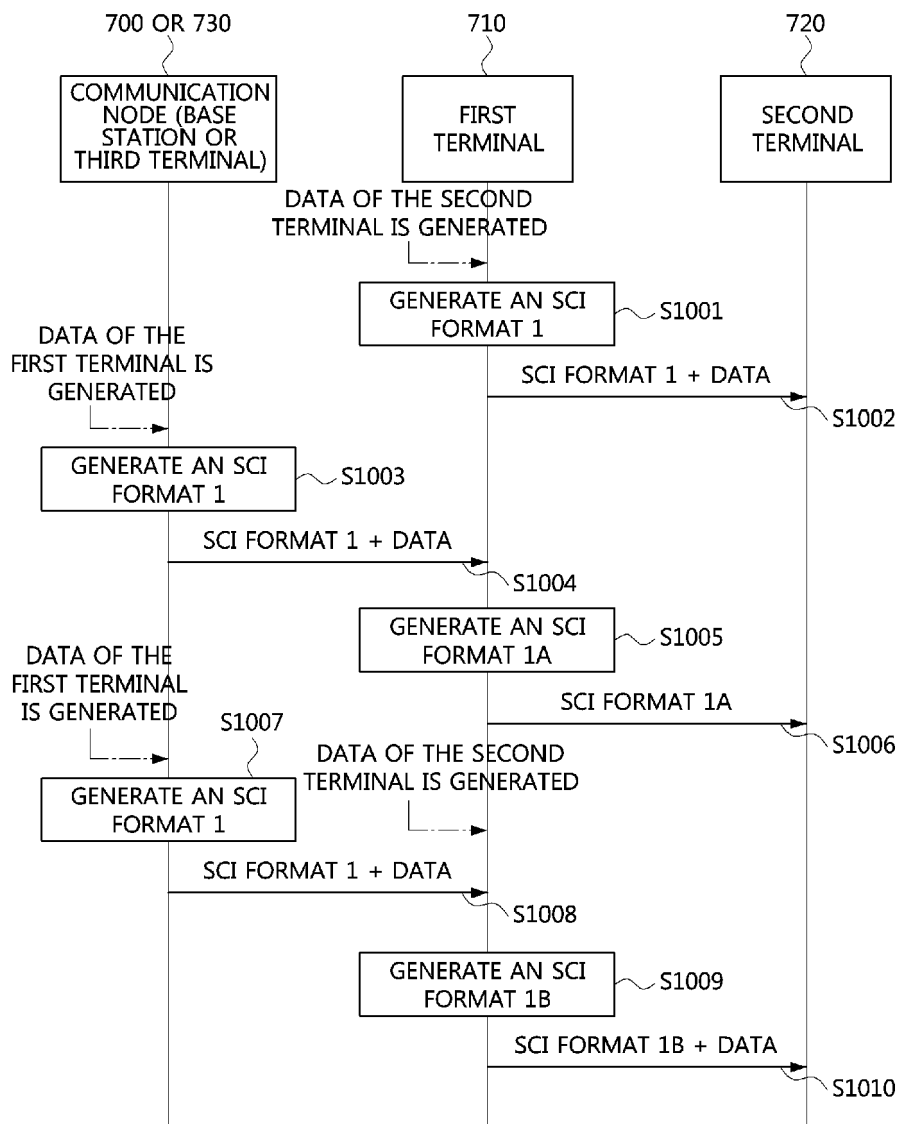 700 OR 730
710
720
COMMUNICATION
NODE (BASE
STATION OR
THIRD TERMINAL)
FIRST
TERMINAL
SECOND
TERMINAL
DATA OF THE SECOND
TERMINAL IS GENERATED
GENERATE AN SCI
FORMAT 1
S1001
DATA OF THE
FIRST TERMINAL IS
GENERATED
SCI FORMAT 1 + DATA
S1002
GENERATE AN SCI
FORMAT 1
S1003
SCI FORMAT 1 + DATA
S1004
GENERATE AN SCI
FORMAT 1A
S1005
DATA OF THE
FIRST TERMINAL
IS GENERATED
SCI FORMAT 1A
S1006
S1007
DATA OF THE SECOND
TERMINAL IS GENERATED
GENERATE AN SCI
FORMAT 1
SCI FORMAT 1 + DATA
S1008
GENERATE AN SCI
FORMAT 1B
S1009
SCI FORMAT 1B + DATA
S1010